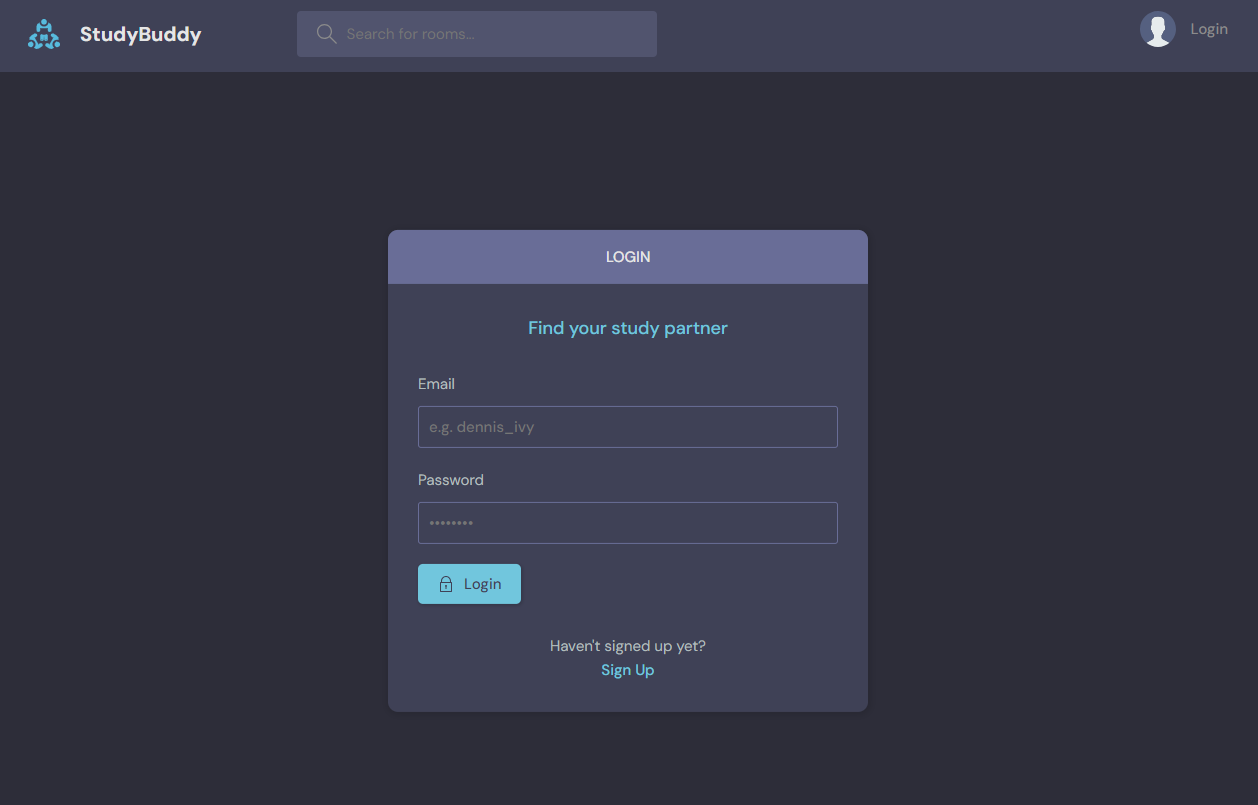 StudyBuddy
Search for rooms...
Login
LOGIN
Find your study partner
Email
e.g. dennis_ivy
Password
••••••••
Login
Haven't signed up yet?
Sign Up